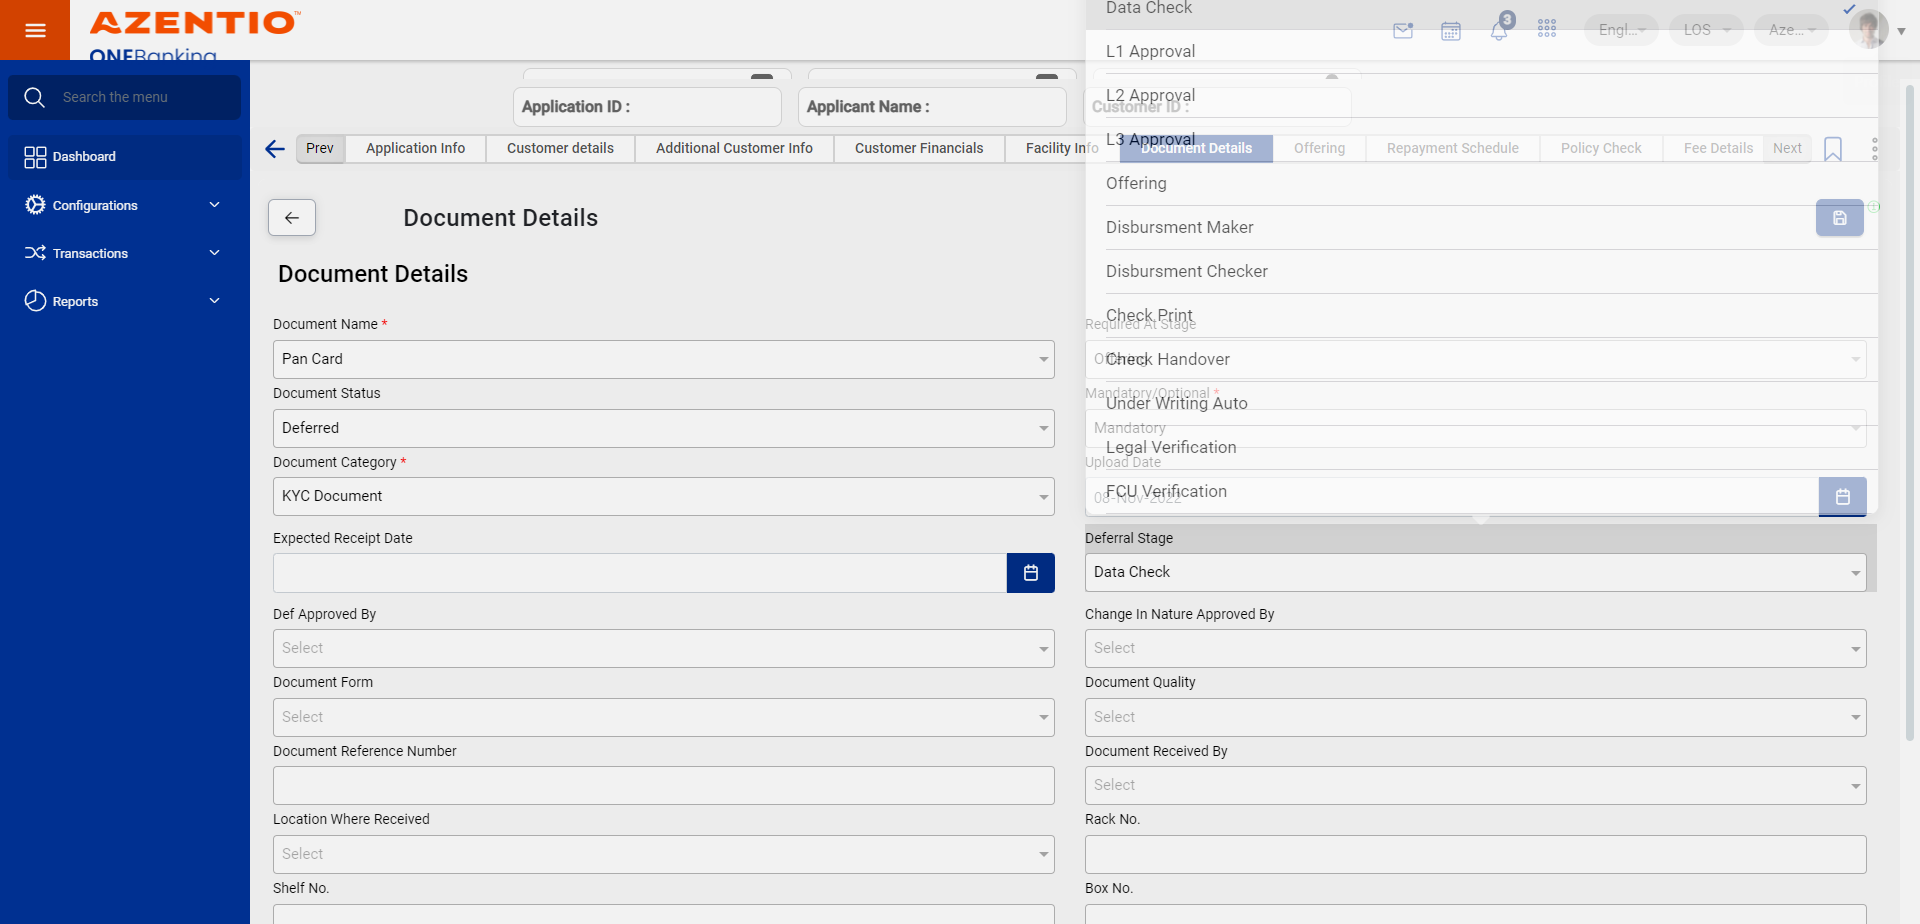 AZENTIO™
ONEBanking
Search the menu
Dashboard
Configurations
Transactions
Reports
3
Engl...
LOS
Aze...
Application ID :
Applicant Name :
Customer ID :
Prev
Application Info
Customer details
Additional Customer Info
Customer Financials
Facility Info
Document Details
Offering
Repayment Schedule
Policy Check
Fee Details
Next
Document Details
Document Details
Document Name *
Pan Card
Required At Stage
Offering
Document Status
Deferred
Mandatory/Optional *
Mandatory
Document Category *
KYC Document
Upload Date
08-Nov-2022
Expected Receipt Date
Deferral Stage
Data Check
Def Approved By
Select
Change In Nature Approved By
Select
Document Form
Select
Document Quality
Select
Document Reference Number
Document Received By
Select
Location Where Received
Select
Rack No.
Shelf No.
Box No.
Data Check
L1 Approval
L2 Approval
L3 Approval
Offering
Disbursment Maker
Disbursment Checker
Check Print
Check Handover
Under Writing Auto
Legal Verification
FCU Verification